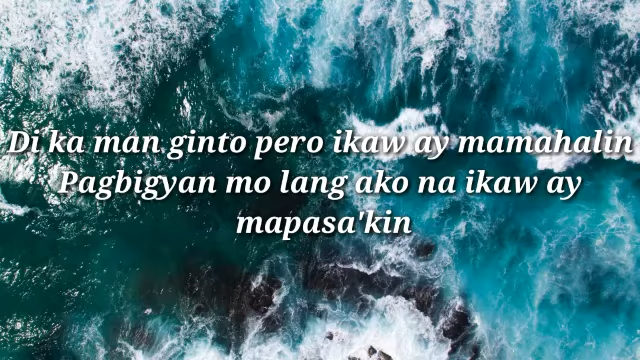 Di ka man ginto pero ikaw ay mamahalin
Pagbigyan mo lang ako na ikaw ay
mapasa'kin